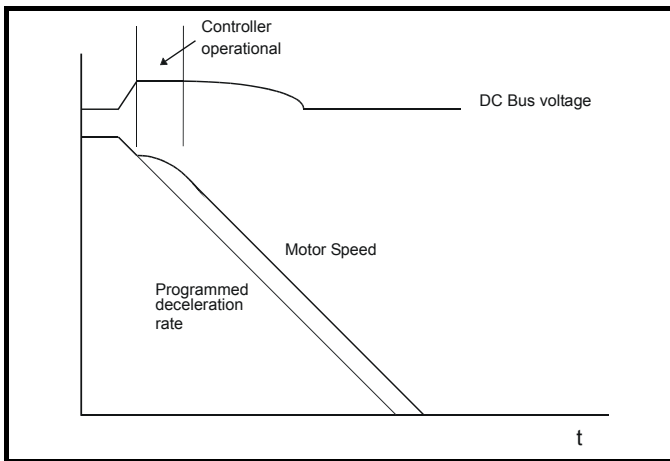 Controller
operational
DC Bus voltage
Motor Speed
Programmed
deceleration
rate
t